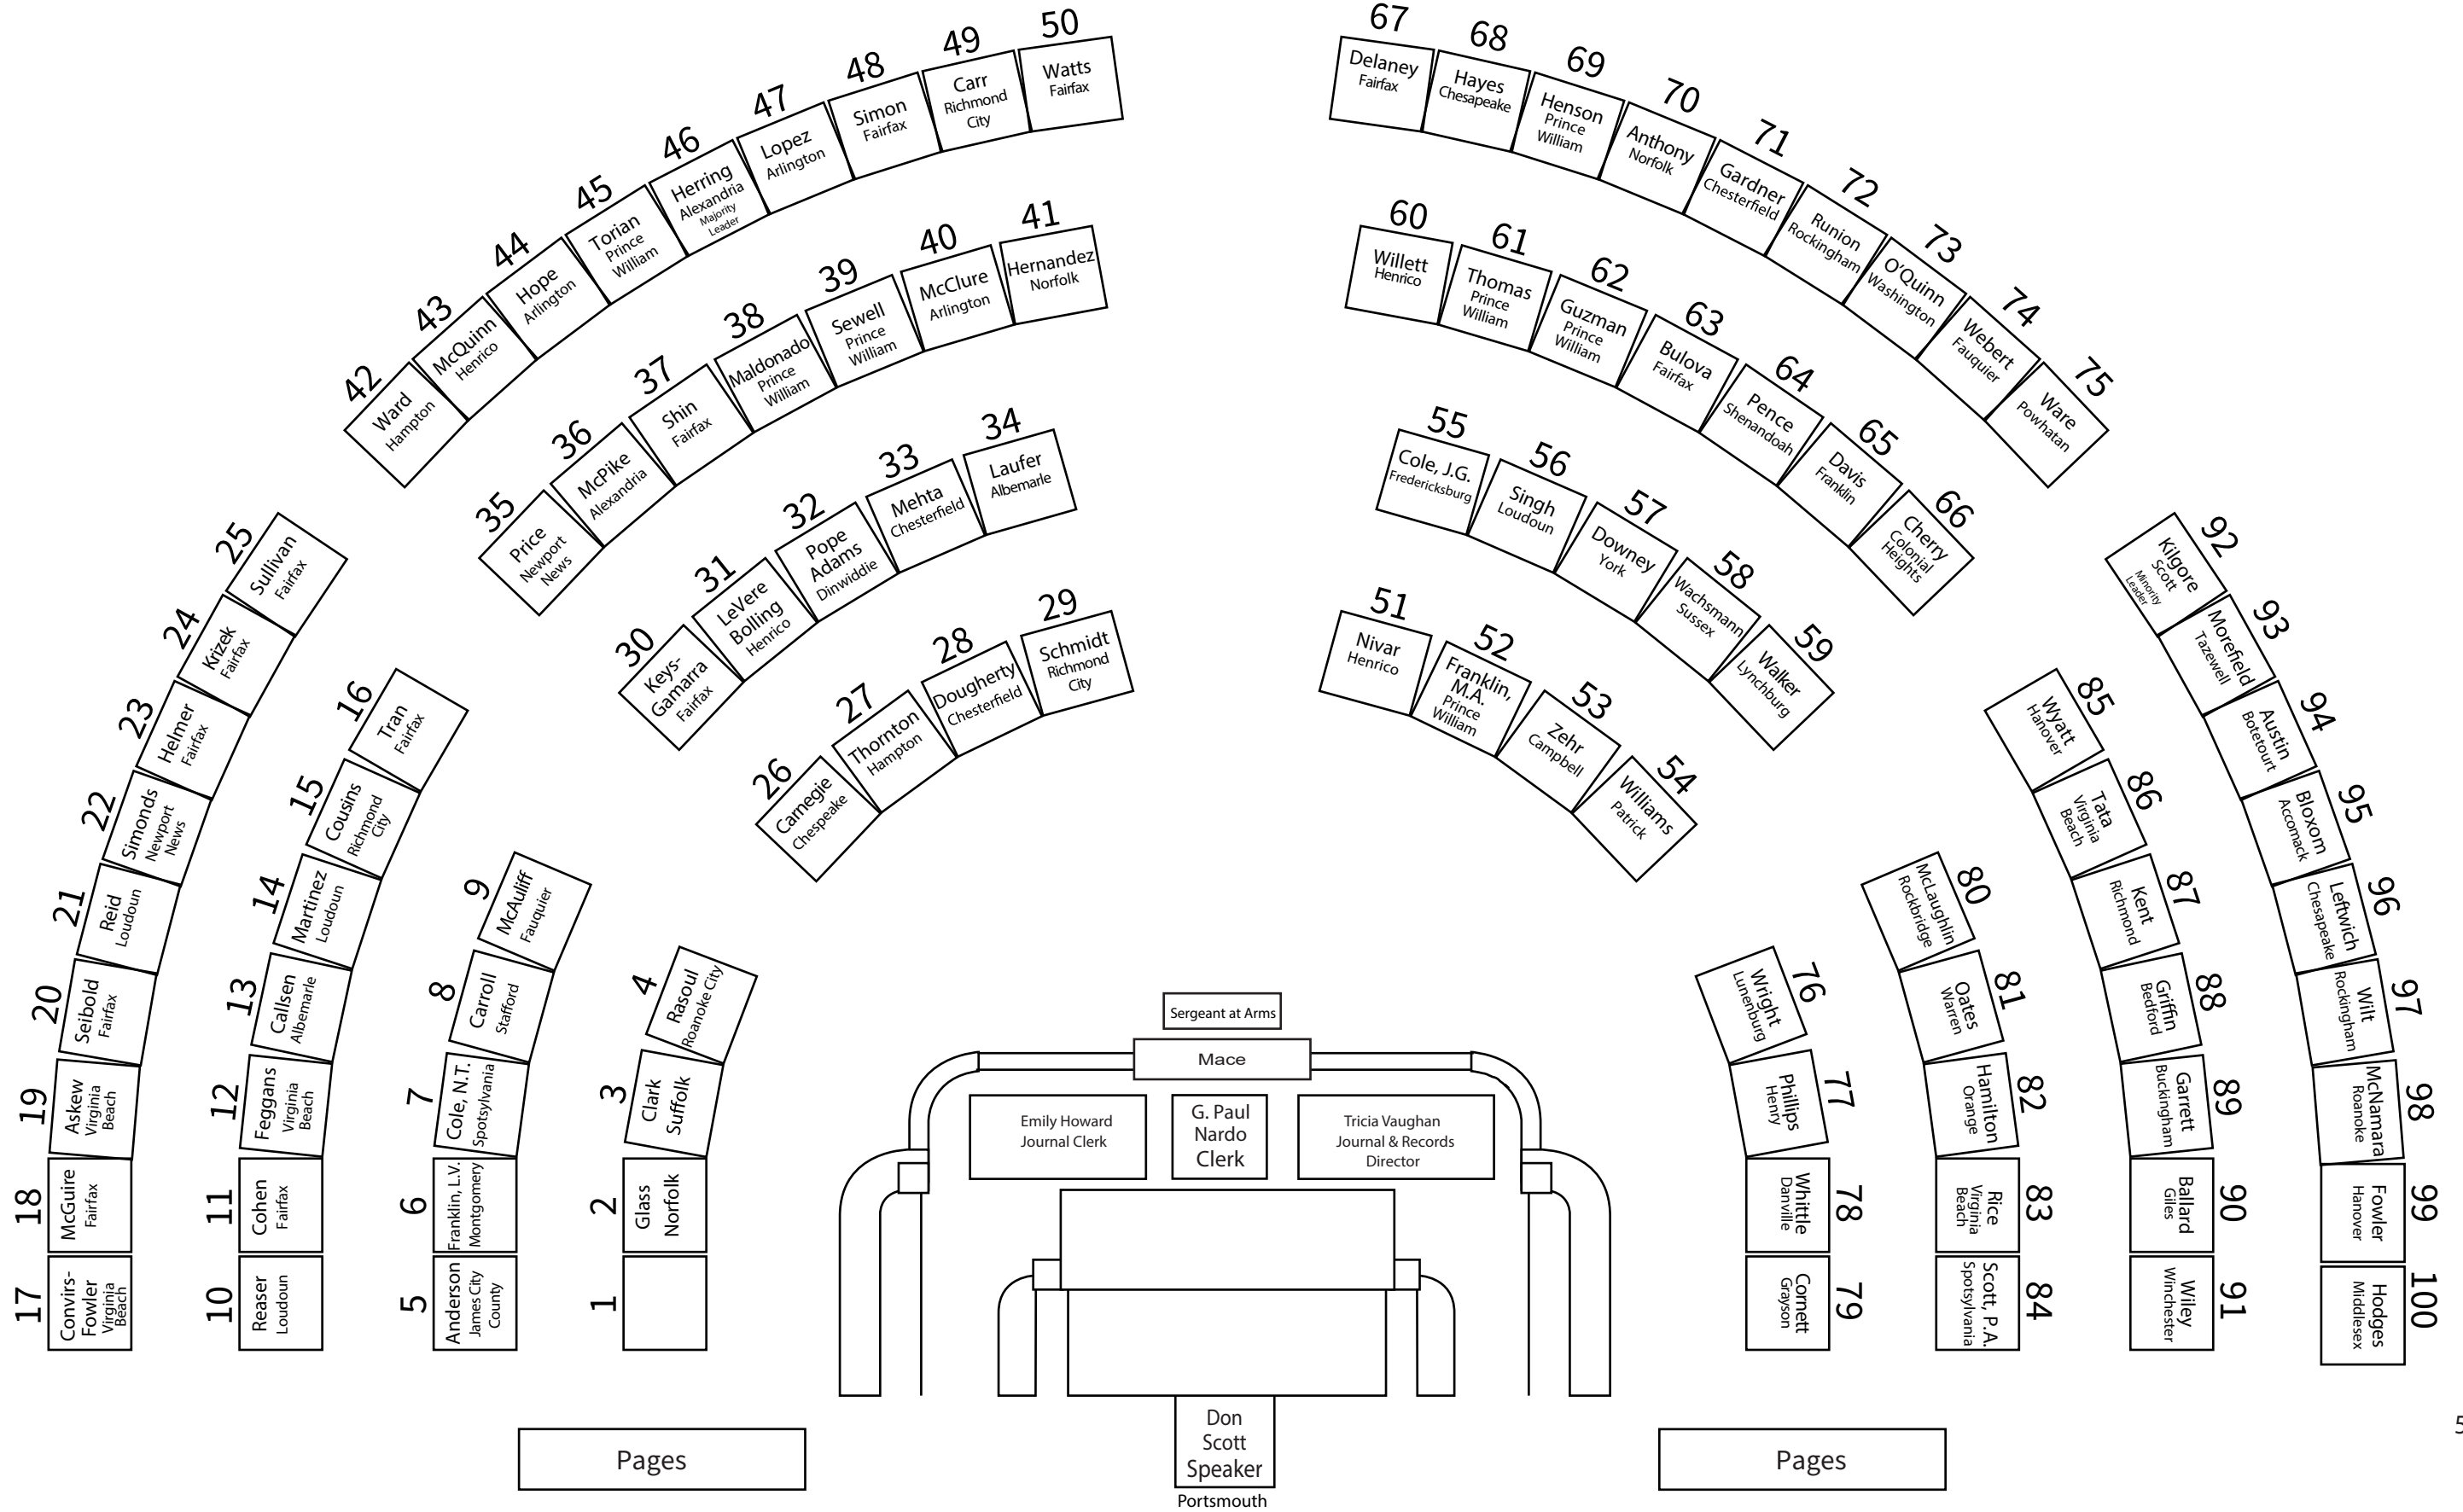 50
Watts
Fairfax
49
Carr
Richmond
City
48
Simon
Fairfax
47
Lopez
Arlington
46
Herring
Alexandria
Majority
Leader
45
Torian
Prince
William
44
Hope
Arlington
43
McQuinn
Henrico
42
Ward
Hampton
67
Delaney
Fairfax
68
Hayes
Chesapeake
69
Henson
Prince
William
70
Anthony
Norfolk
71
Gardner
Chesterfield
72
Runion
Rockingham
73
O’Quinn
Washington
74
Webert
Fauquier
75
Ware
Powhatan
41
Hernandez
Norfolk
40
McClure
Arlington
39
Sewell
Prince
William
38
Maldonado
Prince
William
37
Shin
Fairfax
36
McPike
Alexandria
35
Price
Newport
News
60
Willett
Henrico
61
Thomas
Prince
William
62
Guzman
Prince
William
63
Bulova
Fairfax
64
Pence
Shenandoah
65
Davis
Franklin
66
Cherry
Colonial
Heights
34
Laufer
Albemarle
33
Mehta
Chesterfield
32
Pope
Adams
Dinwiddie
31
LeVere
Bolling
Henrico
30
Keys-
Gamarra
Fairfax
55
Cole, J.G.
Fredericksburg
56
Singh
Loudoun
57
Downey
York
58
Wachsmann
Sussex
59
Walker
Lynchburg
29
Schmidt
Richmond
City
28
Dougherty
Chesterfield
27
Thornton
Hampton
26
Carnegie
Chespeake
51
Nivar
Henrico
52
Franklin,
M.A.
Prince
William
53
Zehr
Campbell
54
Williams
Patrick
25
Sullivan
Fairfax
24
Krizek
Fairfax
23
Helmer
Fairfax
22
Simonds
Newport
News
21
Reid
Loudoun
20
Seibold
Fairfax
19
Askew
Virginia
Beach
18
McGuire
Fairfax
17
Convirs-
Fowler
Virginia
Beach
16
Tran
Fairfax
15
Cousins
Richmond
City
14
Martinez
Loudoun
13
Callsen
Albemarle
12
Feggans
Virginia
Beach
11
Cohen
Fairfax
10
Reaser
Loudoun
9
McAuliff
Fauquier
8
Carroll
Stafford
7
Cole, N.T.
Spotsylvania
6
Franklin, L.V.
Montgomery
5
Anderson
James City
County
4
Rasoul
Roanoke City
3
Clark
Suffolk
2
Glass
Norfolk
1
76
Wright
Lunenburg
77
Phillips
Henry
78
Whittle
Danville
79
Cornett
Grayson
80
McLaughlin
Rockbridge
81
Oates
Warren
82
Hamilton
Orange
83
Rice
Virginia
Beach
84
Scott, P.A.
Spotsylvania
85
Wyatt
Hanover
86
Tata
Virginia
Beach
87
Kent
Richmond
88
Griffin
Bedford
89
Garrett
Buckingham
90
Ballard
Giles
91
Wiley
Winchester
92
Kilgore
Scott
Minority
Leader
93
Morefield
Tazewell
94
Austin
Botetourt
95
Bloxom
Accomack
96
Leftwich
Chesapeake
97
Wilt
Rockingham
98
McNamara
Roanoke
99
Fowler
Hanover
100
Hodges
Middlesex
Sergeant at Arms
Mace
Emily Howard
Journal Clerk
G. Paul
Nardo
Clerk
Tricia Vaughan
Journal & Records
Director
Don
Scott
Speaker
Portsmouth
Pages
Pages